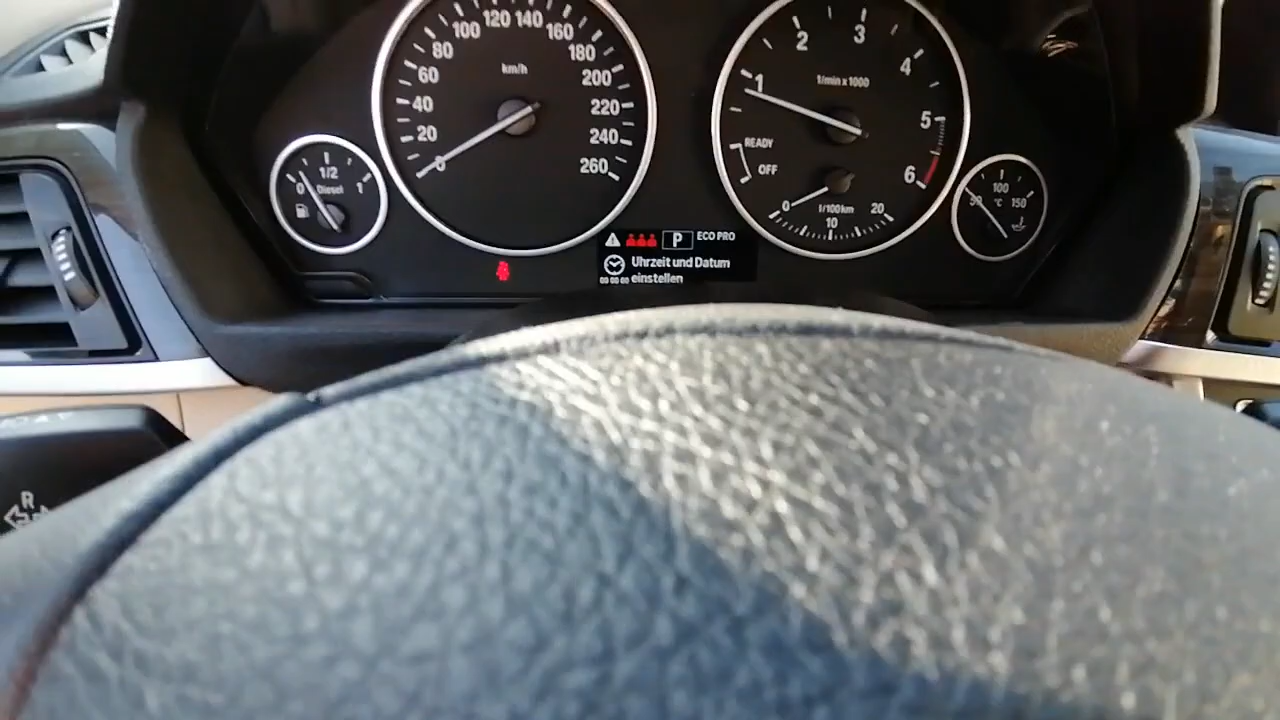 0 20 40 60 80 100 120 140 160 180 200 220 240 260
km/h
0 1/2 1
Diesel
1 2 3 4 5 6
1/min x 1000
READY
OFF
0 10 20
l/100km
50 100 150
°C
P ECO PRO
Uhrzeit und Datum
einstellen
R